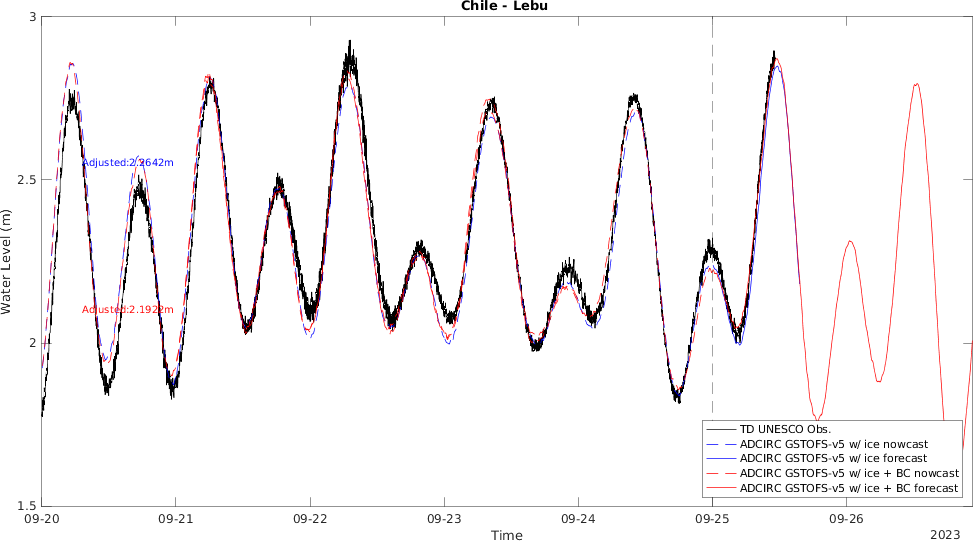 Chile - Lebu
3
2.5
2
1.5
Water Level (m)
Adjusted:2.2642m
Adjusted:2.1922m
TD UNESCO Obs.
ADCIRC GSTOFS-v5 w/ ice nowcast
ADCIRC GSTOFS-v5 w/ ice forecast
ADCIRC GSTOFS-v5 w/ ice + BC nowcast
ADCIRC GSTOFS-v5 w/ ice + BC forecast
09-20 09-21 09-22 09-23 09-24 09-25 09-26
Time
2023